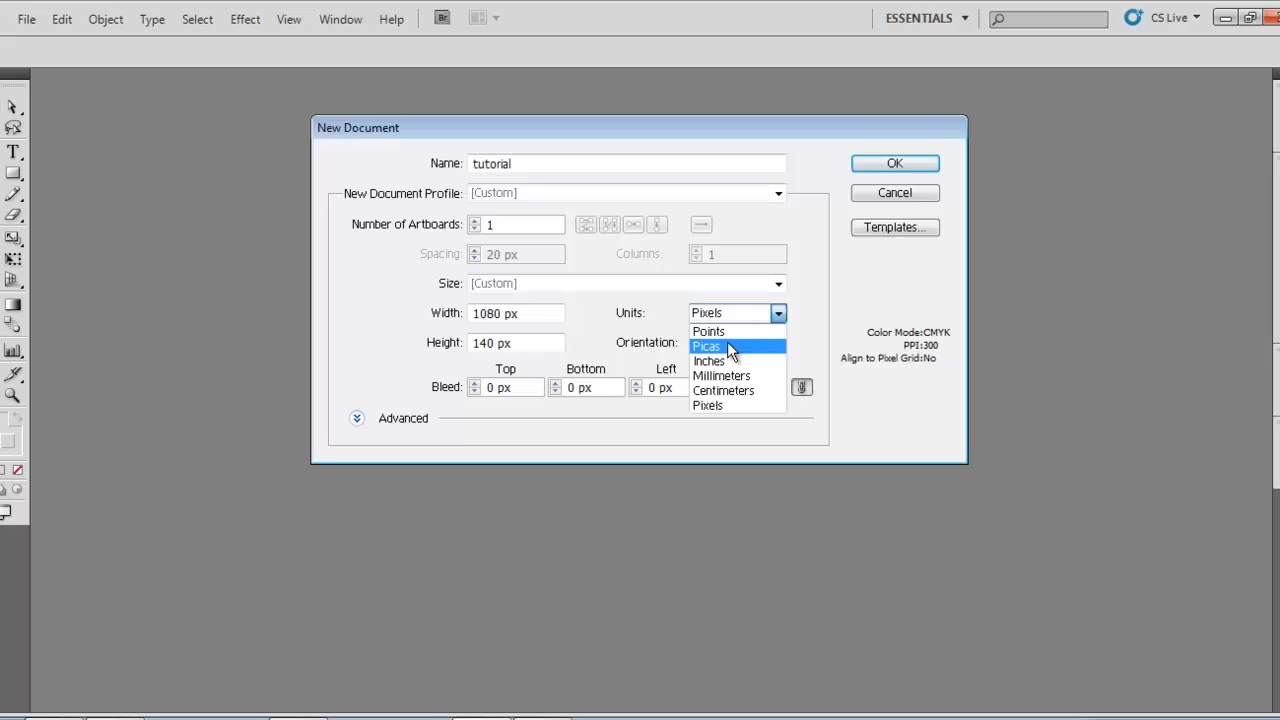 File Edit Object Type Select Effect View Window Help Br ESSENTIALS CS Live
New Document
Name: tutorial OK
New Document Profile: [Custom] Cancel
Number of Artboards: 1 Templates...
Spacing: 20 px Columns: 1
Size: [Custom]
Width: 1080 px Units: Pixels
Points
Color Mode:CMYK
Height: 140 px Orientation: Picas
PPI:300
Align to Pixel Grid:No
Inches
Top Bottom Left Millimeters
Bleed: 0 px 0 px 0 px Centimeters
Pixels
Advanced